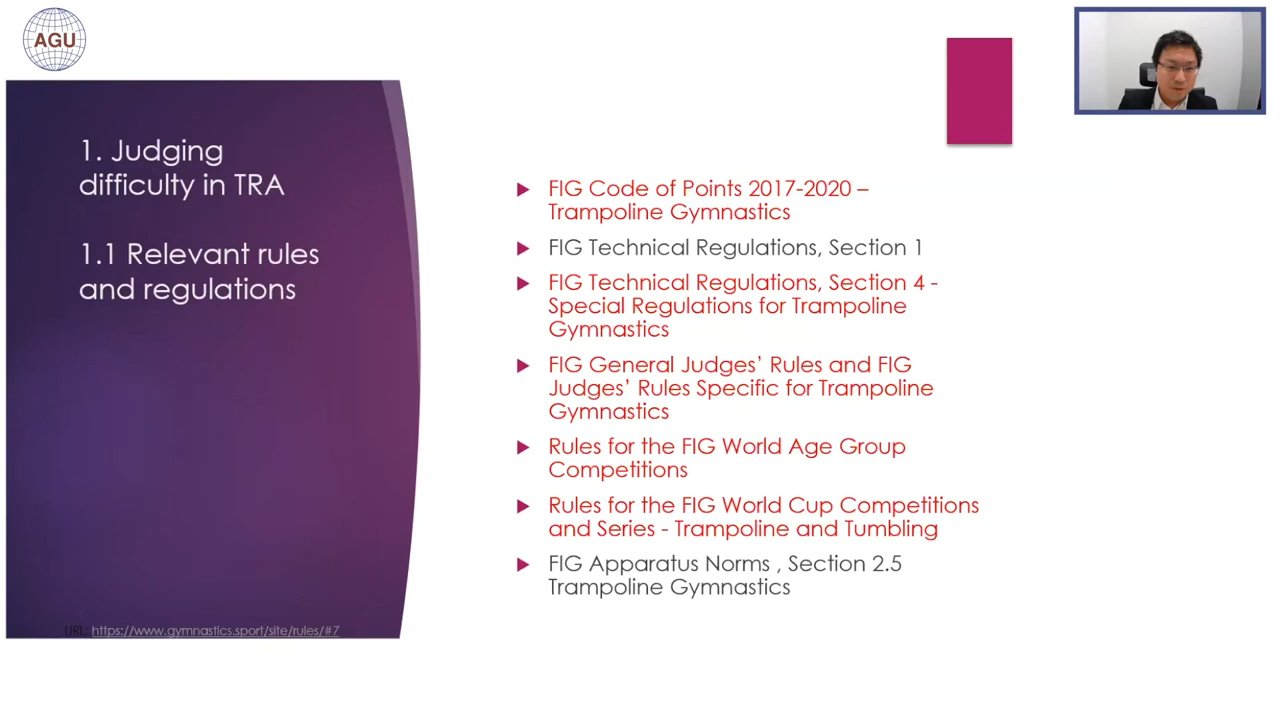 AGU
1. Judging
difficulty in TRA
1.1 Relevant rules
and regulations
FIG Code of Points 2017-2020 –
Trampoline Gymnastics
FIG Technical Regulations, Section 1
FIG Technical Regulations, Section 4 -
Special Regulations for Trampoline
Gymnastics
FIG General Judges’ Rules and FIG
Judges’ Rules Specific for Trampoline
Gymnastics
Rules for the FIG World Age Group
Competitions
Rules for the FIG World Cup Competitions
and Series - Trampoline and Tumbling
FIG Apparatus Norms , Section 2.5
Trampoline Gymnastics
URL: https://www.gymnastics.sport/site/rules/#7